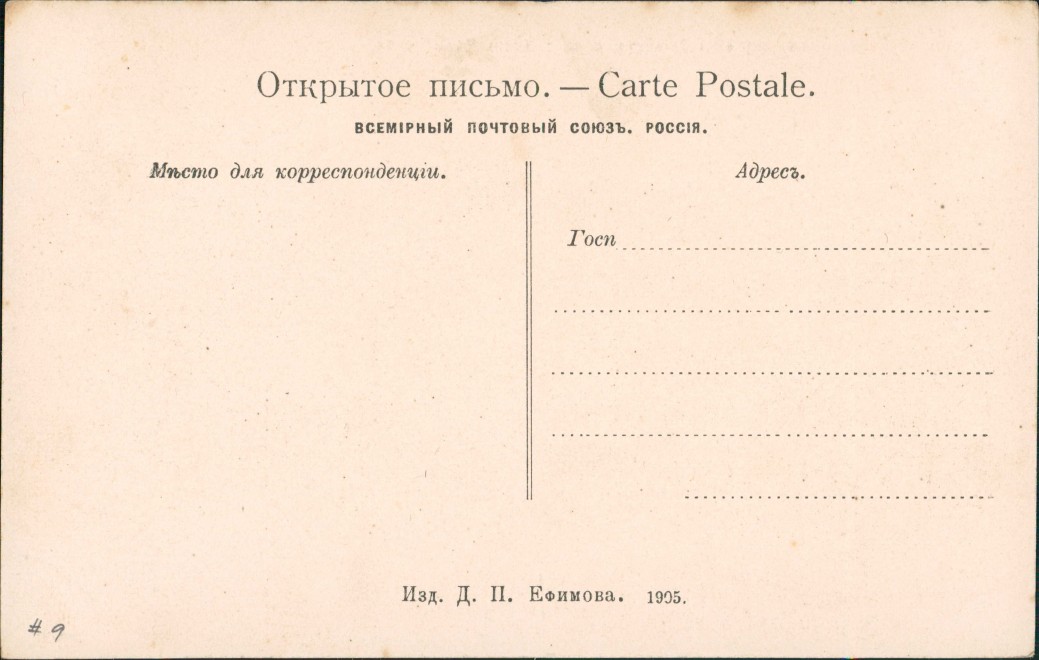 Открытое письмо. — Carte Postale.
ВСЕМІРНЫЙ ПОЧТОВЫЙ СОЮЗЪ. РОССІЯ.
Мѣсто для корреспонденціи.
Адресъ.
Госп
Изд. Д. П. Ефимова. 1905.
# 9